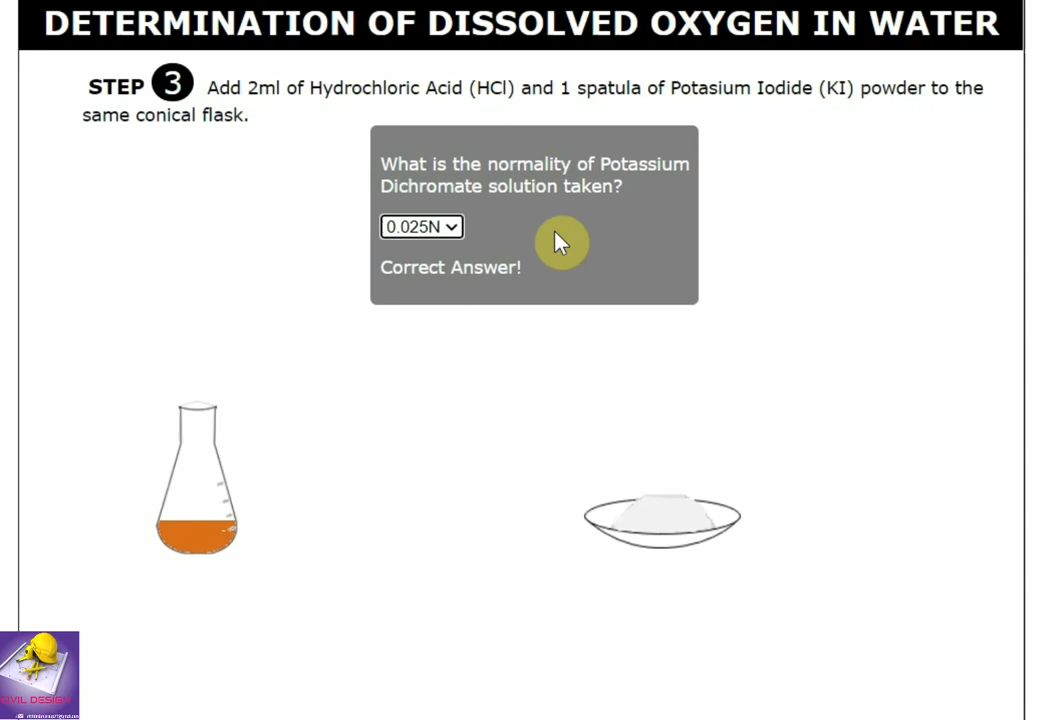 DETERMINATION OF DISSOLVED OXYGEN IN WATER
STEP 3 Add 2ml of Hydrochloric Acid (HCl) and 1 spatula of Potasium Iodide (KI) powder to the
same conical flask.
What is the normality of Potassium
Dichromate solution taken?
0.025N
Correct Answer!
CIVIL DESIGN